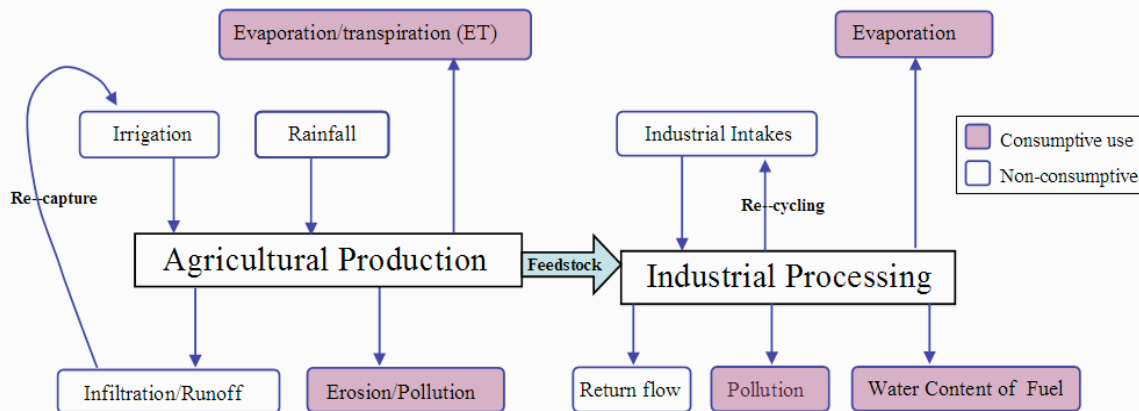 Evaporation/transpiration (ET)
Evaporation
Irrigation
Rainfall
Industrial Intakes
Consumptive use
Non-consumptive
Re--capture
Re--cycling
Agricultural Production
Feedstock
Industrial Processing
Infiltration/Runoff
Erosion/Pollution
Return flow
Pollution
Water Content of Fuel